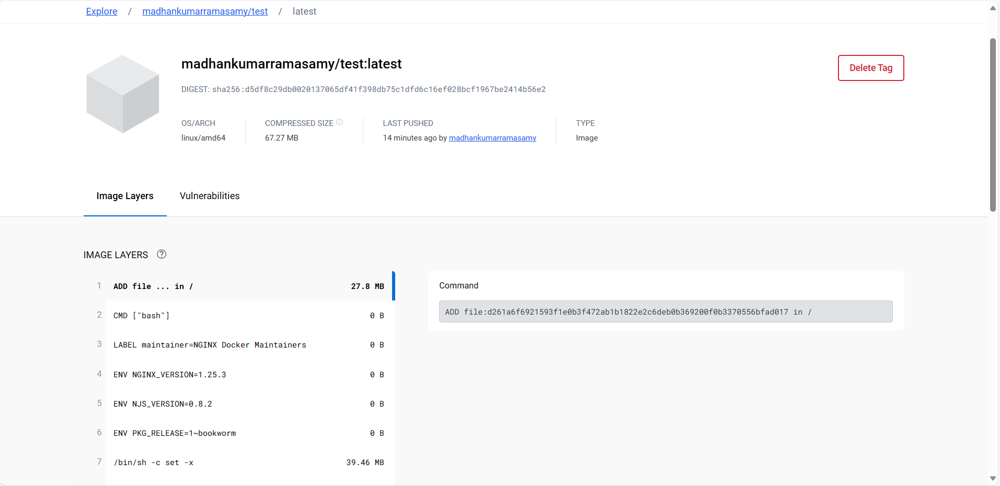 Explore / madhankumarramasamy/test / latest
madhankumarramasamy/test:latest
Delete Tag
DIGEST: sha256:d5df8c29db0020137065df41f398db75c1dfd6c16ef028bcf1967be2414b56e2
OS/ARCH
linux/amd64
COMPRESSED SIZE
67.27 MB
LAST PUSHED
14 minutes ago by madhankumarramasamy
TYPE
Image
Image Layers
Vulnerabilities
IMAGE LAYERS
1 ADD file ... in / 27.8 MB
2 CMD ["bash"] 0 B
3 LABEL maintainer=NGINX Docker Maintainers 0 B
4 ENV NGINX_VERSION=1.25.3 0 B
5 ENV NJS_VERSION=0.8.2 0 B
6 ENV PKG_RELEASE=1~bookworm 0 B
7 /bin/sh -c set -x 39.46 MB
Command
ADD file:d261a6f6921593f1e0b3f472ab1b1822e2c6deb0b369200f0b3370556bfad017 in /